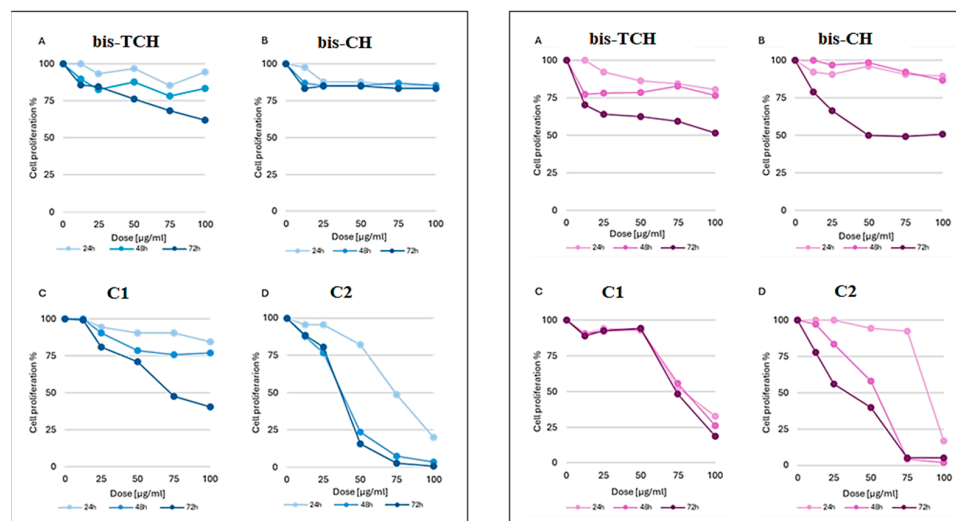 A bis-TCH
Cell proliferation %
100
75
50
25
0
0 25 50 75 100
Dose [µg/ml]
24h 48h 72h
B bis-CH
Cell proliferation %
100
75
50
25
0
0 25 50 75 100
Dose [µg/ml]
24h 48h 72h
C C1
Cell proliferation %
100
75
50
25
0
0 25 50 75 100
Dose [µg/ml]
24h 48h 72h
D C2
Cell proliferarion %
100
75
50
25
0
0 25 50 75 100
Dose [µg/ml]
24h 48h 72h
A bis-TCH
Cell proliferation %
100
75
50
25
0
0 25 50 75 100
Dose [µg/ml]
24h 48h 72h
B bis-CH
Cell proliferation %
100
75
50
25
0
0 25 50 75 100
Dose [µg/ml]
24h 48h 72h
C C1
Cell proliferation %
100
75
50
25
0
0 25 50 75 100
Dose [µg/ml]
24h 48h 72h
D C2
Cell proliferation %
100
75
50
25
0
0 25 50 75 100
Dose [µg/ml]
24h 48h 72h